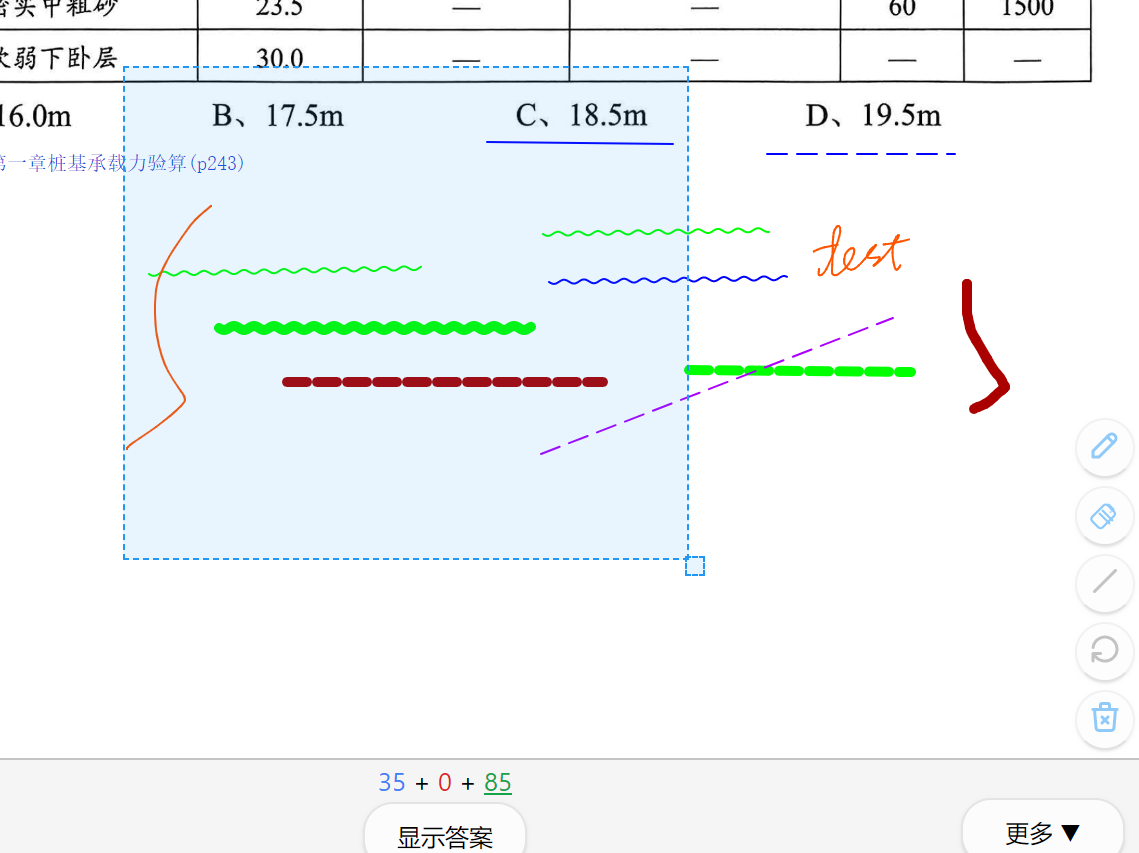 密实中粗砂 23.5 — — 60 1500
软弱下卧层 30.0 — — — —
16.0m B、17.5m C、18.5m D、19.5m
第一章桩基承载力验算(p243)
test
35 + 0 + 85
显示答案
更多 ▼